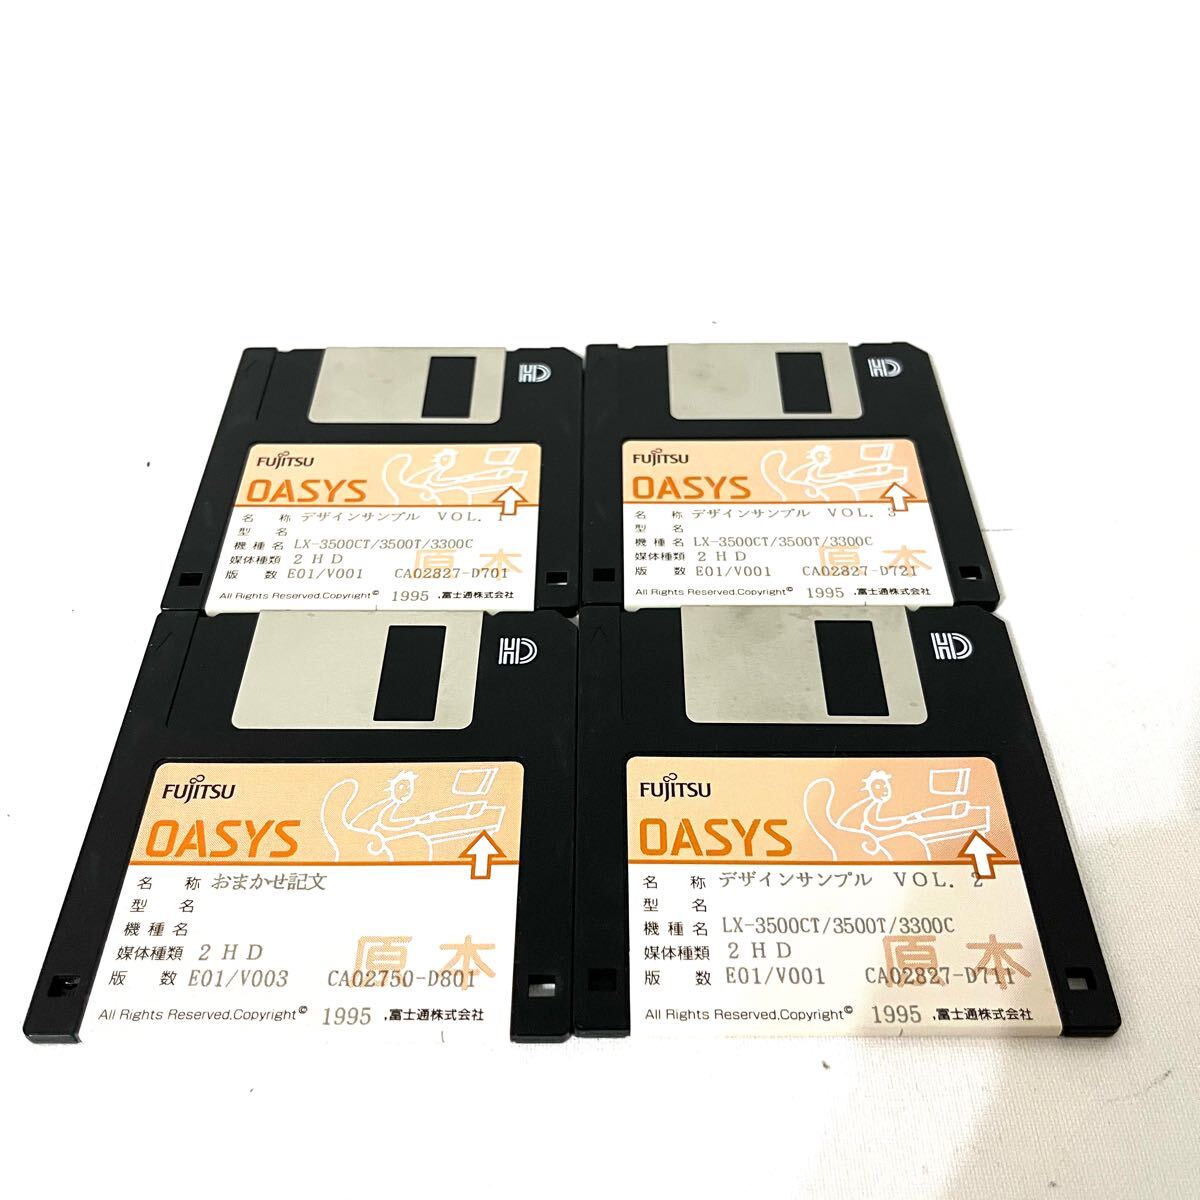 HD
FUJITSU
OASYS
名 称 デザインサンプル VOL. 1
型 名
機種名 LX-3500CT/3500T/3300C
媒体種類 2HD
原本
版 数 E01/V001 CA02827-D701
All Rights Reserved.Copyright© 1995 ,富士通株式会社
HD
FUJITSU
OASYS
名 称 デザインサンプル VOL. 3
型 名
機種名 LX-3500CT/3500T/3300C
媒体種類 2HD
原本
版 数 E01/V001 CA02827-D721
All Rights Reserved.Copyright© 1995 ,富士通株式会社
HD
FUJITSU
OASYS
名 称 おまかせ記文
型 名
機種名
媒体種類 2HD
原本
版 数 E01/V003 CA02750-D801
All Rights Reserved.Copyright© 1995 ,富士通株式会社
HD
FUJITSU
OASYS
名 称 デザインサンプル VOL. 2
型 名
機種名 LX-3500CT/3500T/3300C
媒体種類 2HD
原本
版 数 E01/V001 CA02827-D711
All Rights Reserved.Copyright© 1995 ,富士通株式会社